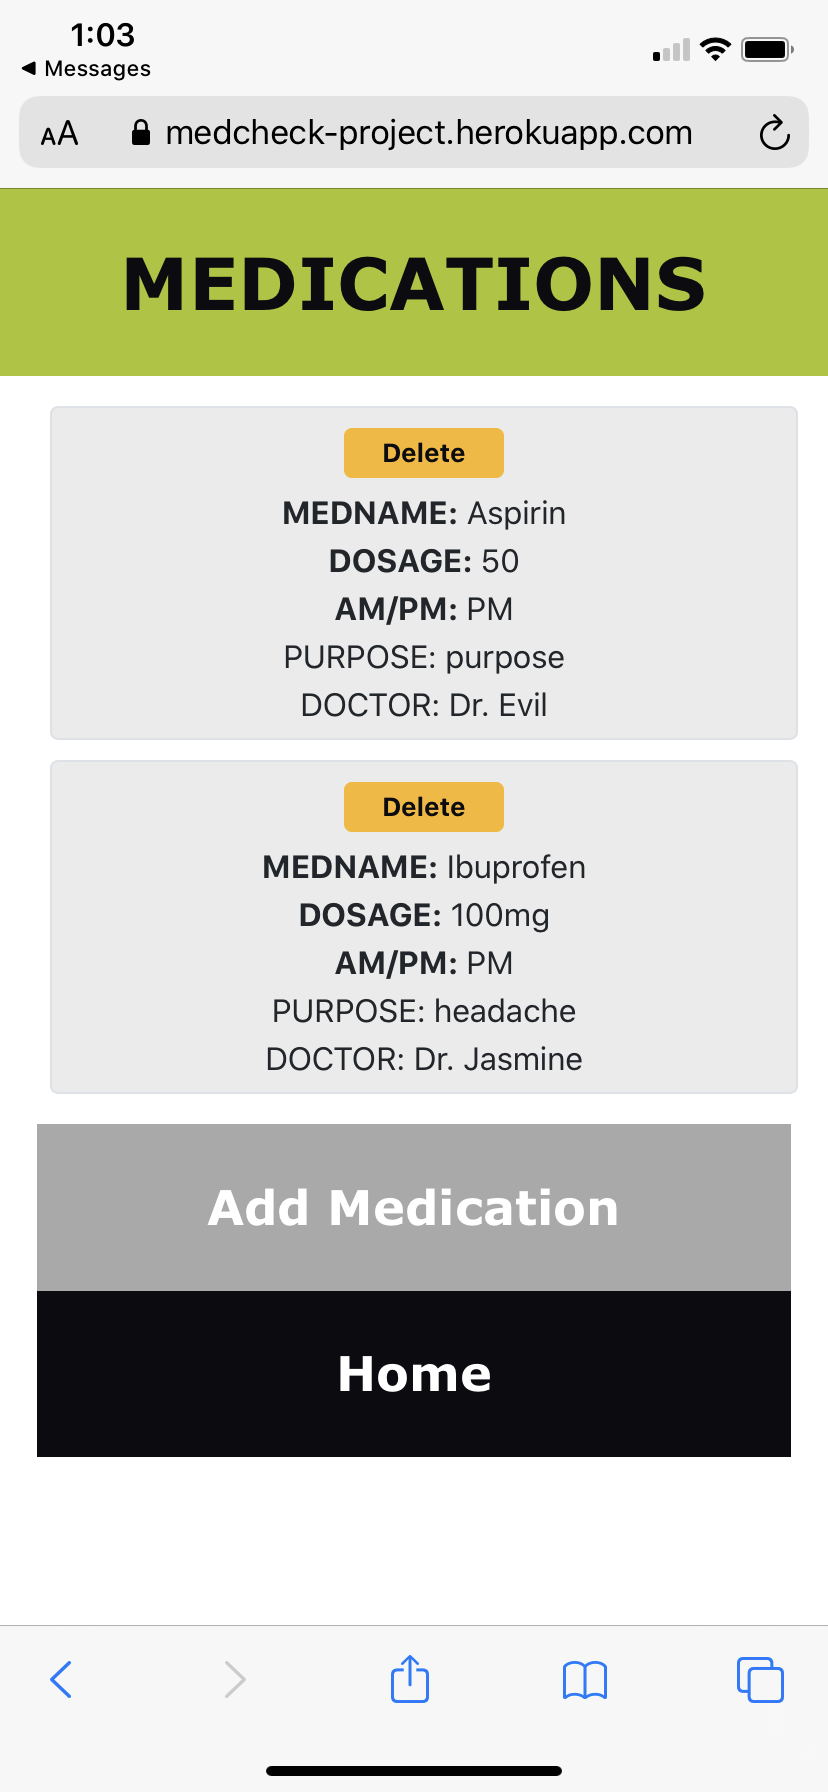 1:03
Messages
AA medcheck-project.herokuapp.com
MEDICATIONS
Delete
MEDNAME: Aspirin
DOSAGE: 50
AM/PM: PM
PURPOSE: purpose
DOCTOR: Dr. Evil
Delete
MEDNAME: Ibuprofen
DOSAGE: 100mg
AM/PM: PM
PURPOSE: headache
DOCTOR: Dr. Jasmine
Add Medication
Home